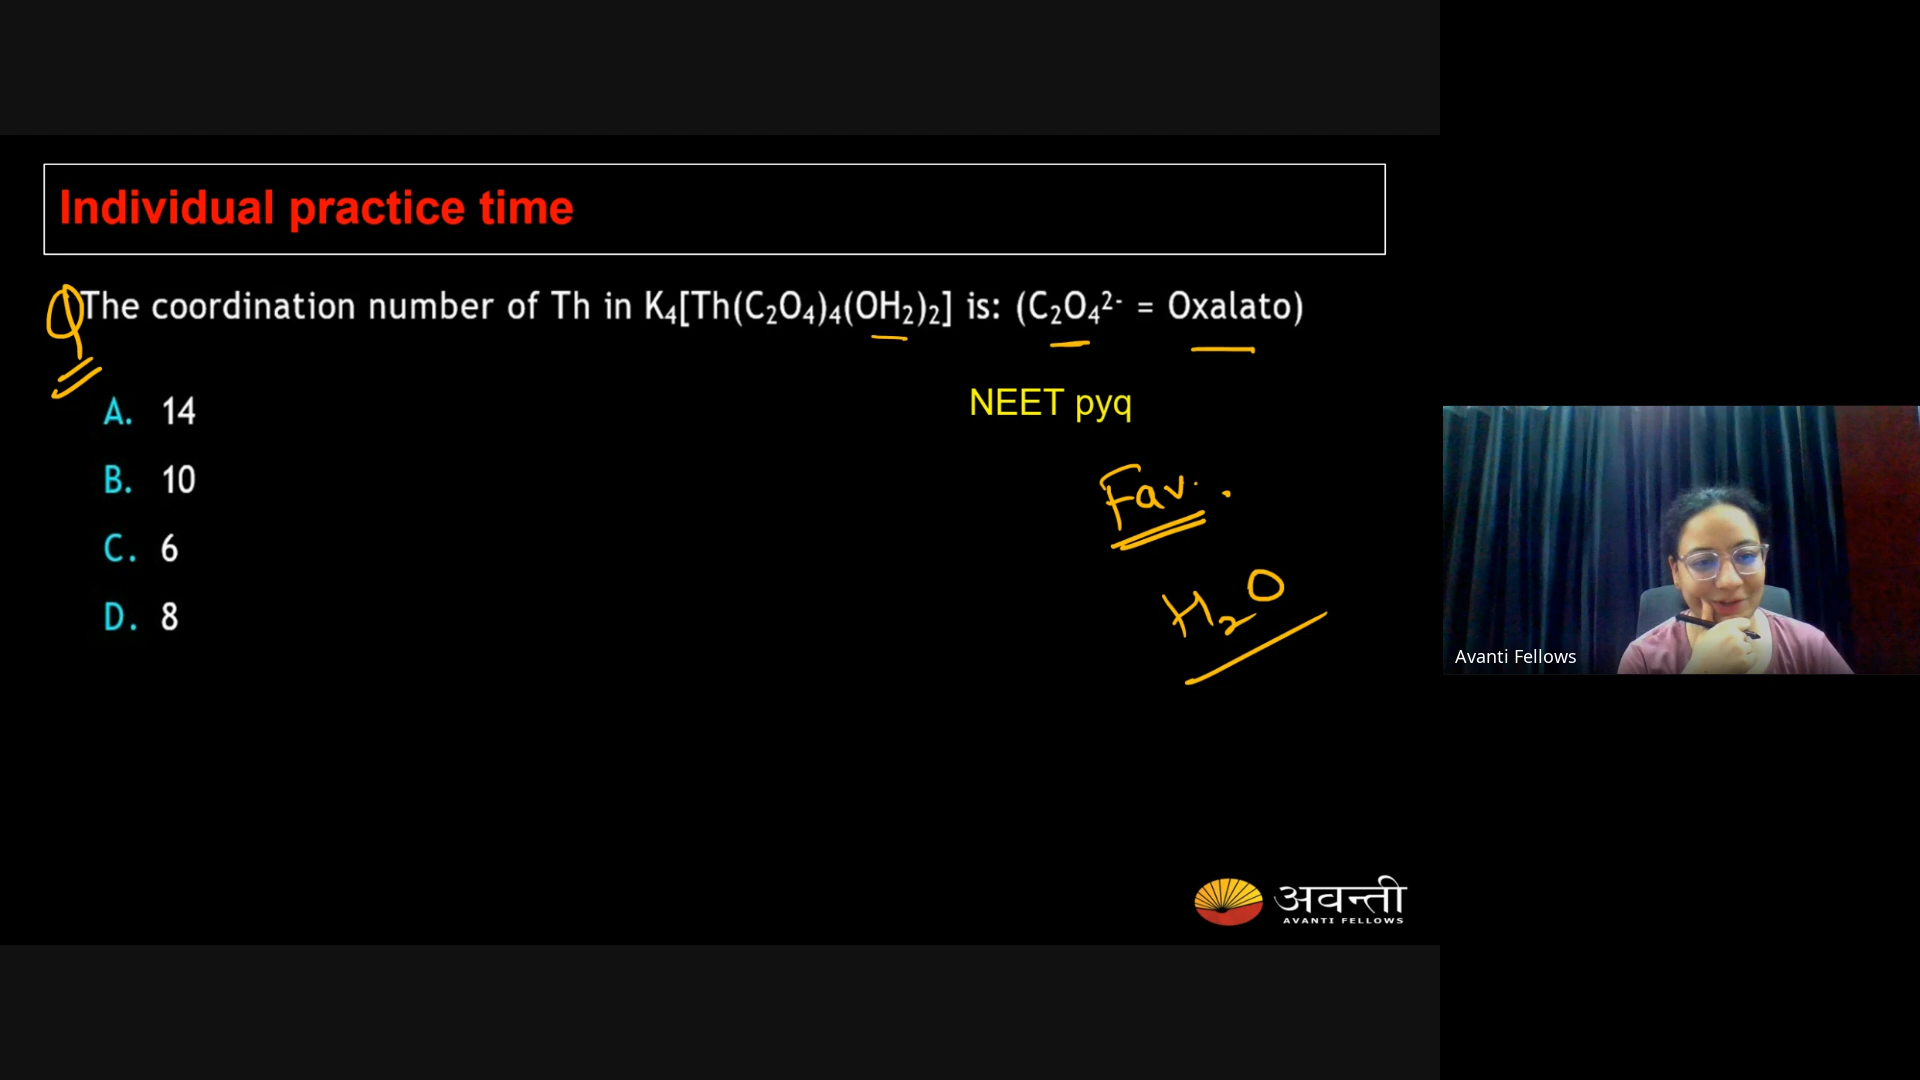 Individual practice time
Q The coordination number of Th in K₄[Th(C₂O₄)₄(OH₂)₂] is: (C₂O₄²⁻ = Oxalato)
A. 14
B. 10
C. 6
D. 8
NEET pyq
Fav..
H₂O
Avanti Fellows
अवन्ती
AVANTI FELLOWS